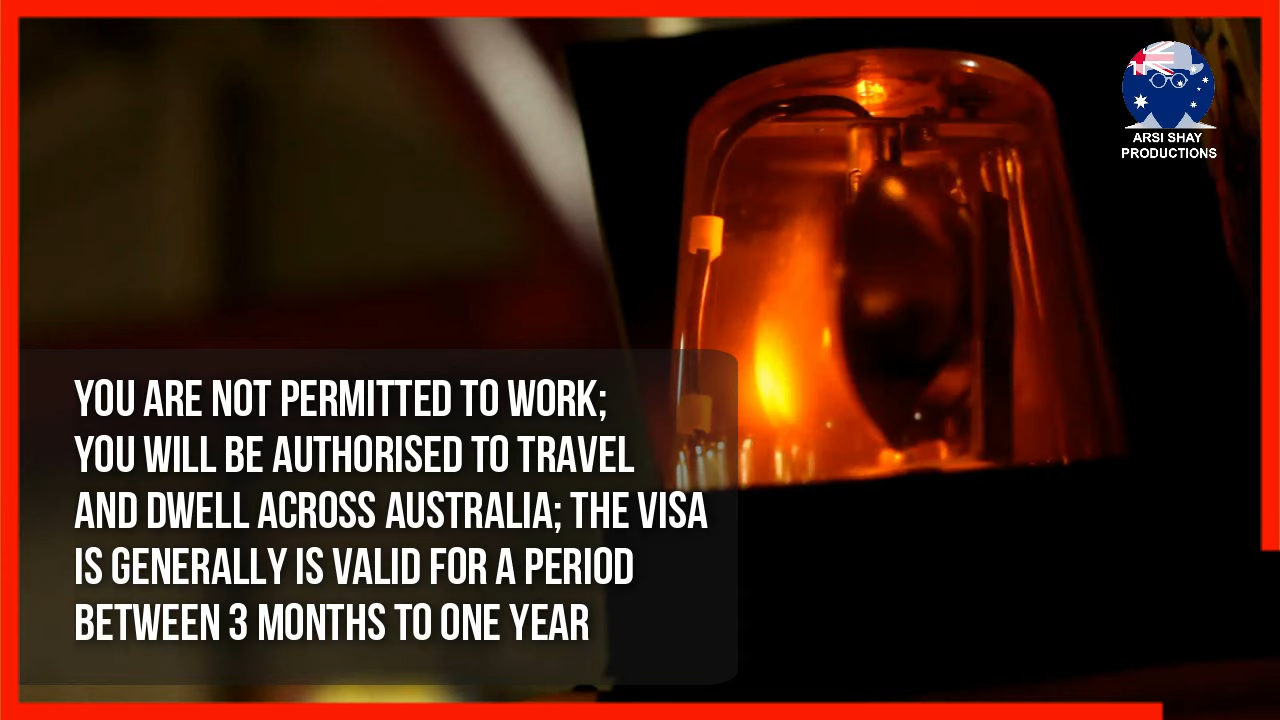 ARSI SHAY
PRODUCTIONS
YOU ARE NOT PERMITTED TO WORK;
YOU WILL BE AUTHORISED TO TRAVEL
AND DWELL ACROSS AUSTRALIA; THE VISA
IS GENERALLY IS VALID FOR A PERIOD
BETWEEN 3 MONTHS TO ONE YEAR